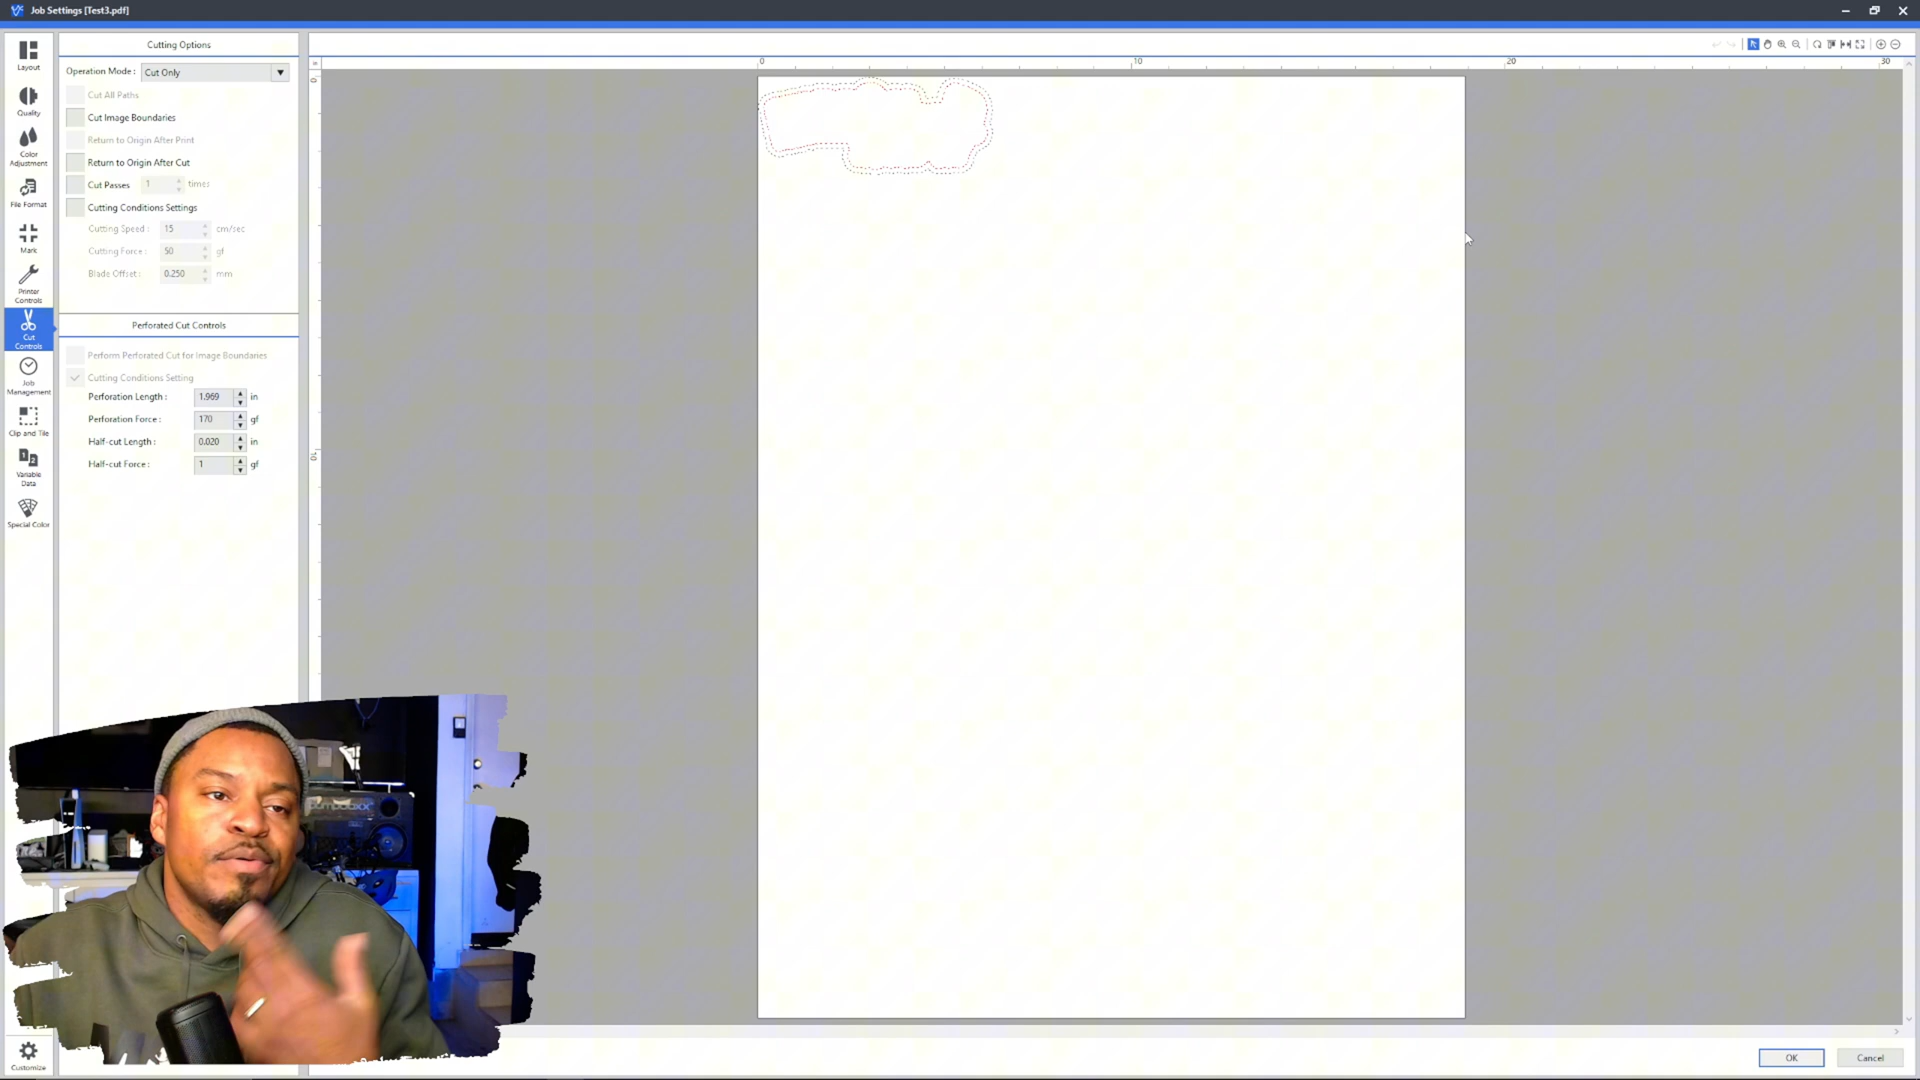 Job Settings [Test3.pdf]
Layout
Quality
Color
Adjustment
File Format
Mark
Printer
Controls
Cut
Controls
Job
Management
Clip and Tile
Variable
Data
Special Color
Customize
Cutting Options
Operation Mode : Cut Only
Cut All Paths
Cut Image Boundaries
Return to Origin After Print
Return to Origin After Cut
Cut Passes 1 times
Cutting Conditions Settings
Cutting Speed : 15 cm/sec
Cutting Force : 50 gf
Blade Offset : 0.250 mm
Perforated Cut Controls
Perform Perforated Cut for Image Boundaries
Cutting Conditions Setting
Perforation Length : 1.969 in
Perforation Force : 170 gf
Half-cut Length : 0.020 in
Half-cut Force : 1 gf
0 10 20 30
0
10
OK Cancel